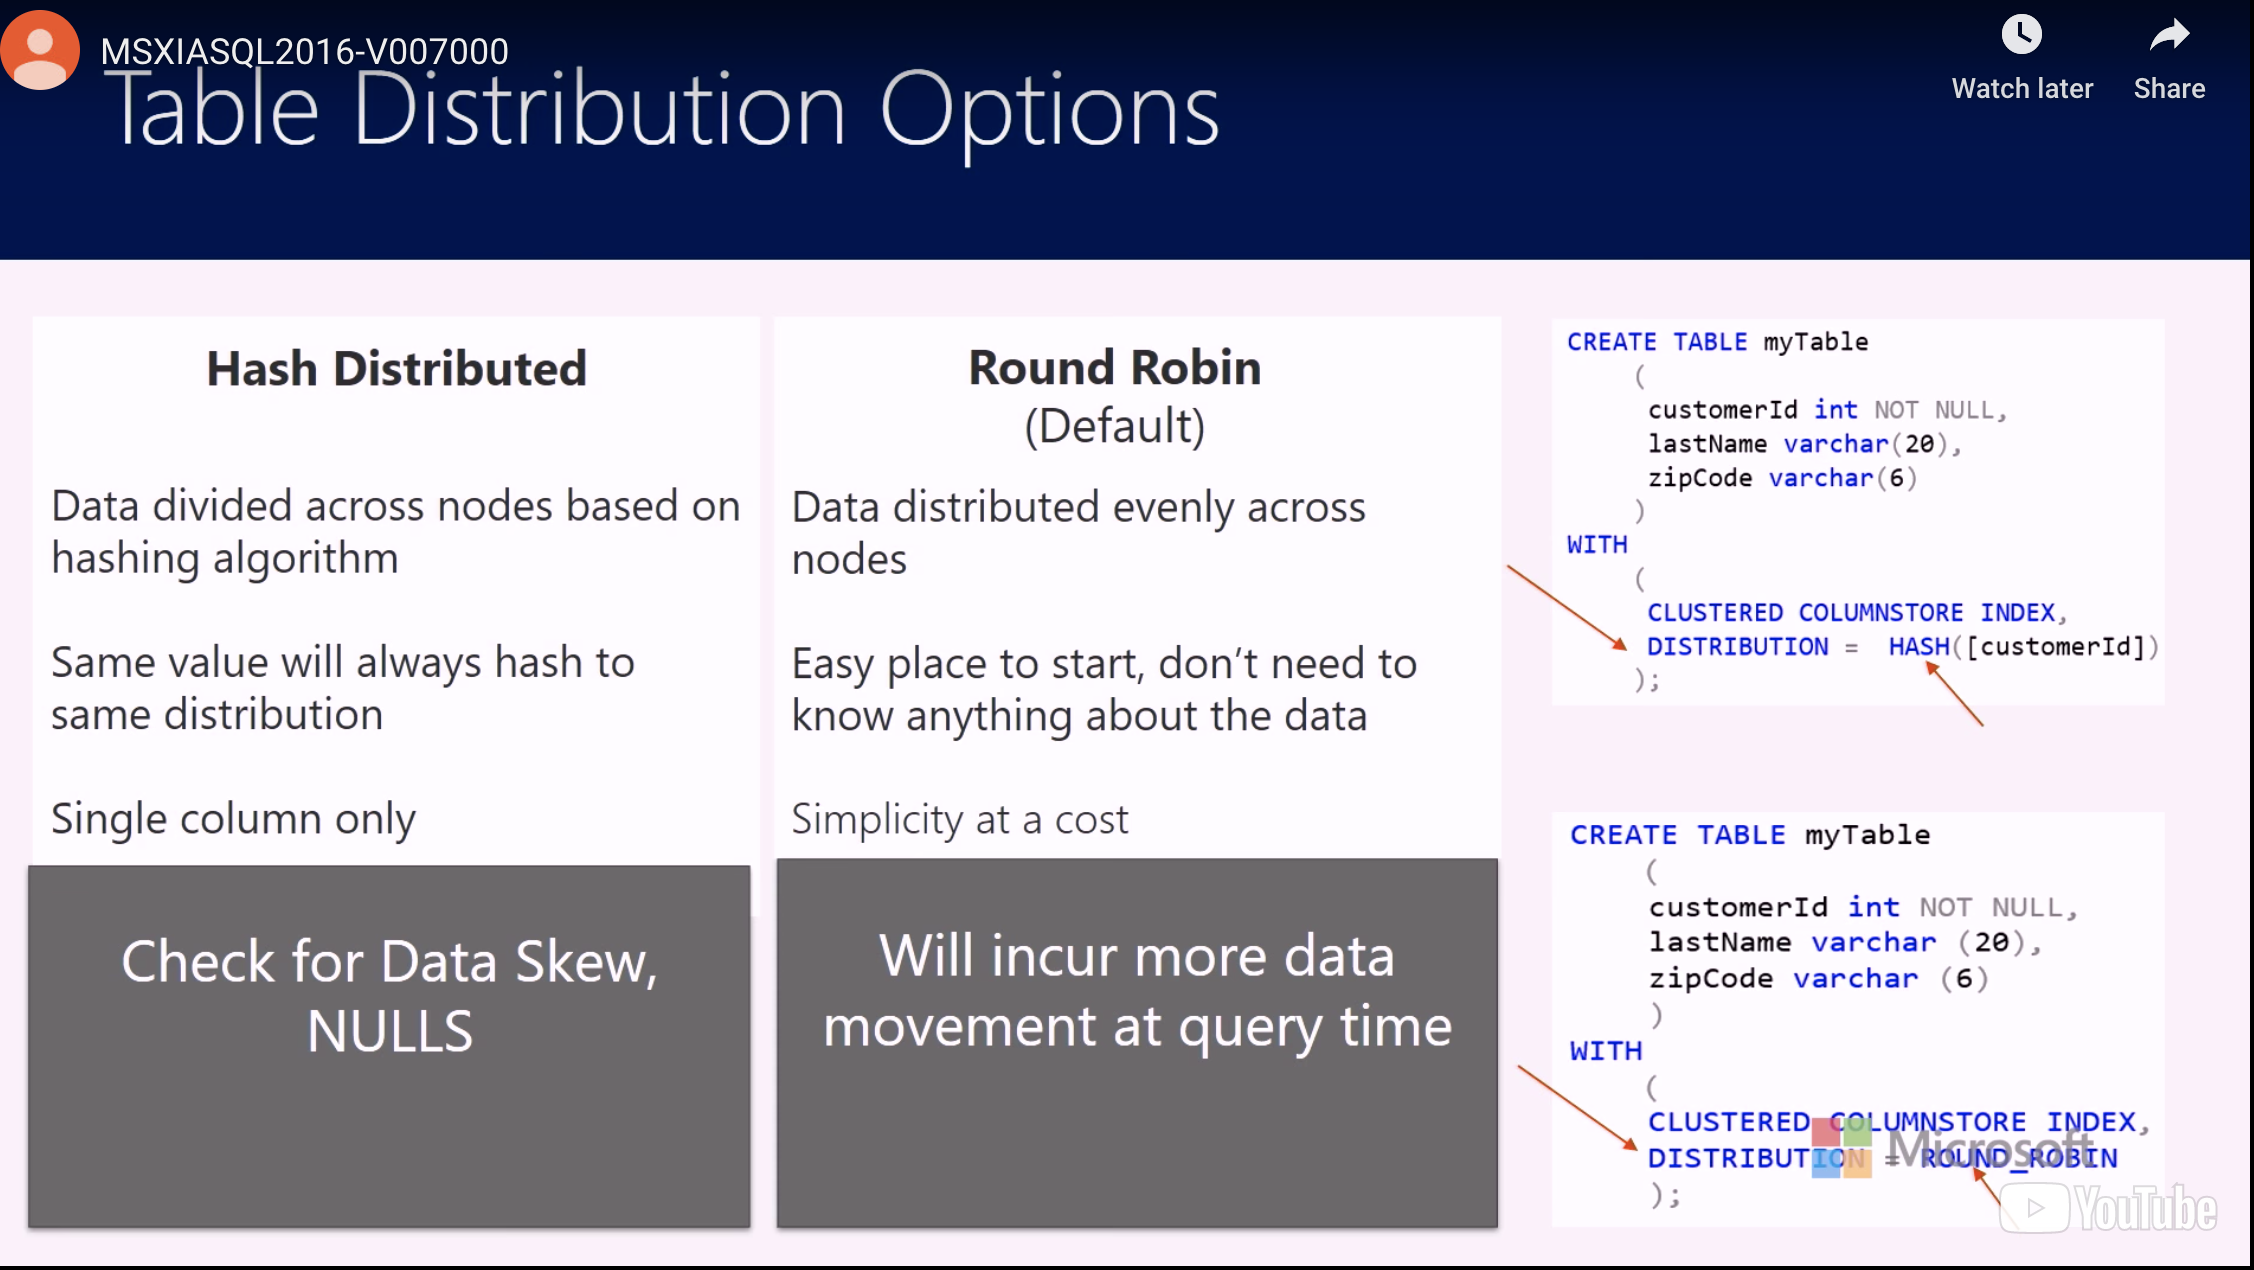 MSXIASQL2016-V007000
Watch later
Share
Table Distribution Options
Hash Distributed
Data divided across nodes based on
hashing algorithm
Same value will always hash to
same distribution
Single column only
Check for Data Skew,
NULLS
Round Robin
(Default)
Data distributed evenly across
nodes
Easy place to start, don't need to
know anything about the data
Simplicity at a cost
Will incur more data
movement at query time
CREATE TABLE myTable
(
customerId int NOT NULL,
lastName varchar(20),
zipCode varchar(6)
)
WITH
(
CLUSTERED COLUMNSTORE INDEX,
DISTRIBUTION = HASH([customerId])
);
CREATE TABLE myTable
(
customerId int NOT NULL,
lastName varchar (20),
zipCode varchar (6)
)
WITH
(
CLUSTERED COLUMNSTORE INDEX,
DISTRIBUTION = ROUND_ROBIN
);
Microsoft
YouTube